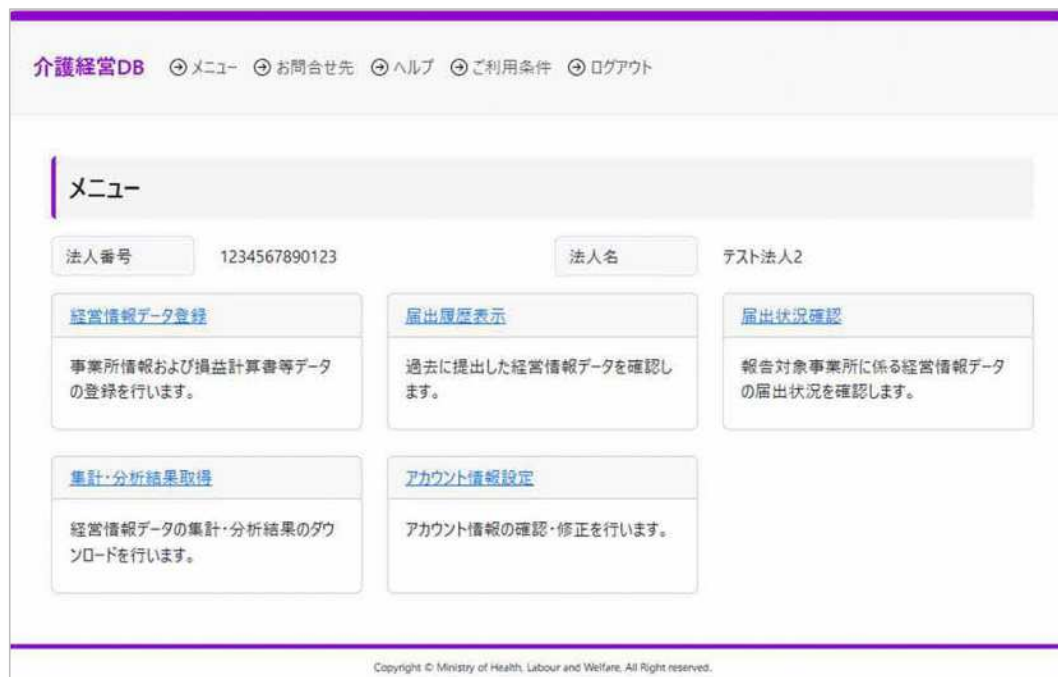 介護経営DB メニュー お問合せ先 ヘルプ ご利用条件 ログアウト
メニュー
法人番号 1234567890123 法人名 テスト法人2
経営情報データ登録
事業所情報および損益計算書等データ
の登録を行います。
届出履歴表示
過去に提出した経営情報データを確認し
ます。
届出状況確認
報告対象事業所に係る経営情報データ
の届出状況を確認します。
集計・分析結果取得
経営情報データの集計・分析結果のダウ
ンロードを行います。
アカウント情報設定
アカウント情報の確認・修正を行います。
Copyright © Ministry of Health, Labour and Welfare, All Right reserved.